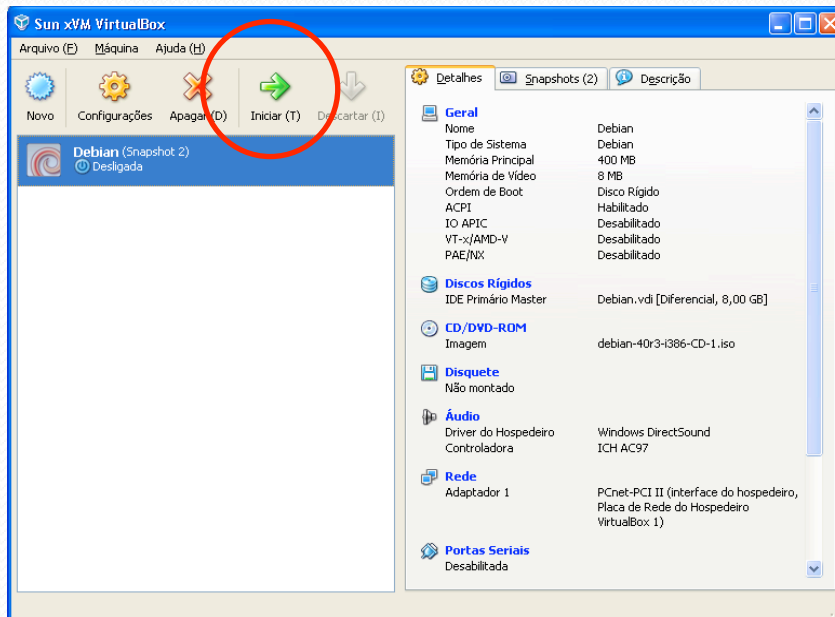 Sun xVM VirtualBox
Arquivo (F) Máquina Ajuda (H)
Novo Configurações Apagar (D) Iniciar (T) Descartar (I)
Debian (Snapshot 2)
Desligada
Detalhes Snapshots (2) Descrição
Geral
Nome Debian
Tipo de Sistema Debian
Memória Principal 400 MB
Memória de Vídeo 8 MB
Ordem de Boot Disco Rígido
ACPI Habilitado
IO APIC Desabilitado
VT-x/AMD-V Desabilitado
PAE/NX Desabilitado
Discos Rígidos
IDE Primário Master Debian.vdi [Diferencial, 8,00 GB]
CD/DVD-ROM
Imagem debian-40r3-i386-CD-1.iso
Disquete
Não montado
Áudio
Driver do Hospedeiro Windows DirectSound
Controladora ICH AC97
Rede
Adaptador 1 PCnet-PCI II (interface do hospedeiro,
Placa de Rede do Hospedeiro
VirtualBox 1)
Portas Seriais
Desabilitada